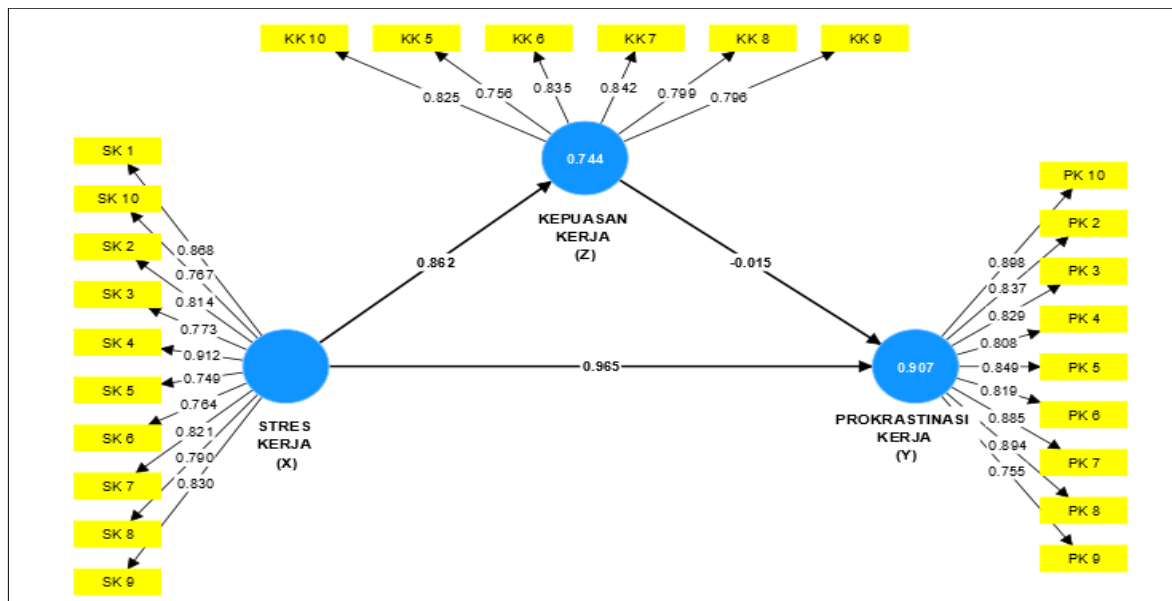 KK 10
KK 5
KK 6
KK 7
KK 8
KK 9
0.825
0.756
0.835
0.842
0.799
0.796
0.744
KEPUASAN
KERJA
(Z)
SK 1
SK 10
SK 2
SK 3
SK 4
SK 5
SK 6
SK 7
SK 8
SK 9
0.868
0.767
0.814
0.773
0.912
0.749
0.764
0.821
0.790
0.830
STRES
KERJA
(X)
0.862
-0.015
0.965
0.907
PROKRASTINASI
KERJA
(Y)
0.898
0.837
0.829
0.808
0.849
0.819
0.885
0.894
0.755
PK 10
PK 2
PK 3
PK 4
PK 5
PK 6
PK 7
PK 8
PK 9